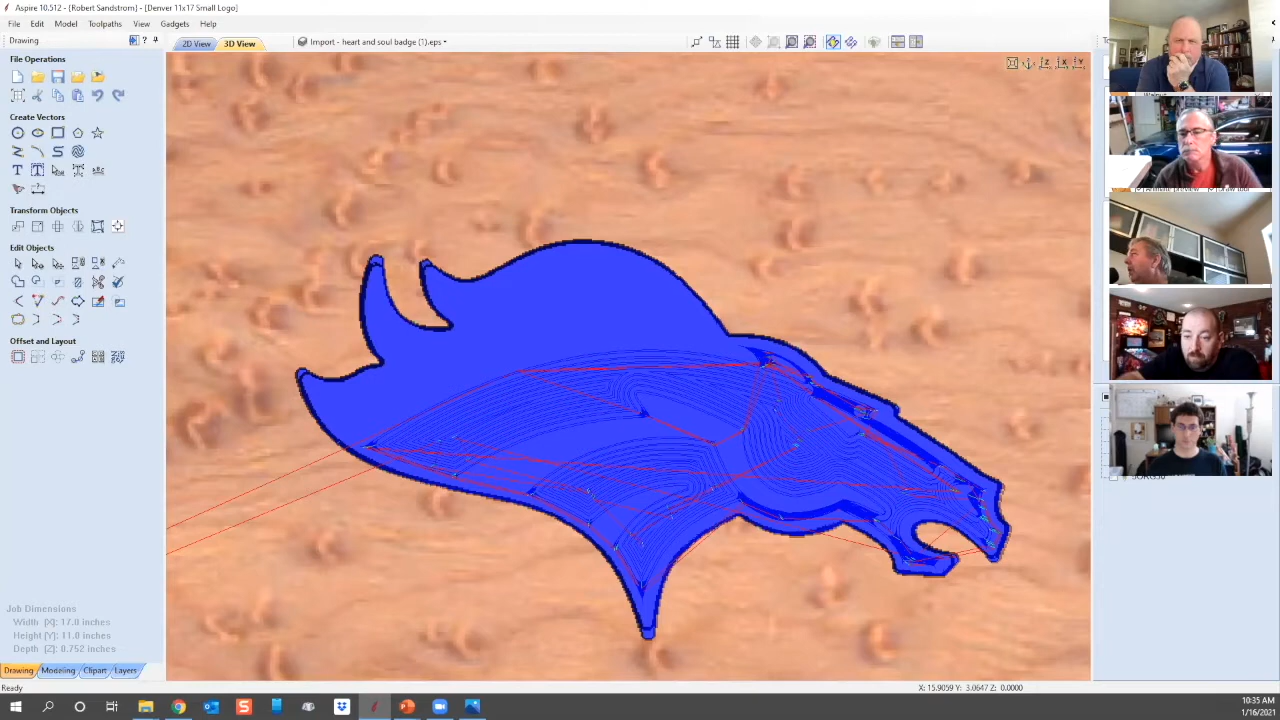 Aspire 10.512 - {Robert Sandstrom} - [Denver 11x17 Small Logo]
File Edit Model Toolpaths View Gadgets Help
Drawing
2D View 3D View Import - heart and soul badge (1).eps
File Operations
Create Vectors
Transform Objects
Edit Objects
Offset and Layout
Job Dimensions
Width (X): 17.0 inches
Height (Y): 11.0 inches
Depth (Z): 0.752 inches
Drawing Modeling Clipart Layers
Ready
X: 15.9059 Y: 3.0647 Z: 0.0000
10:35 AM
1/16/2021